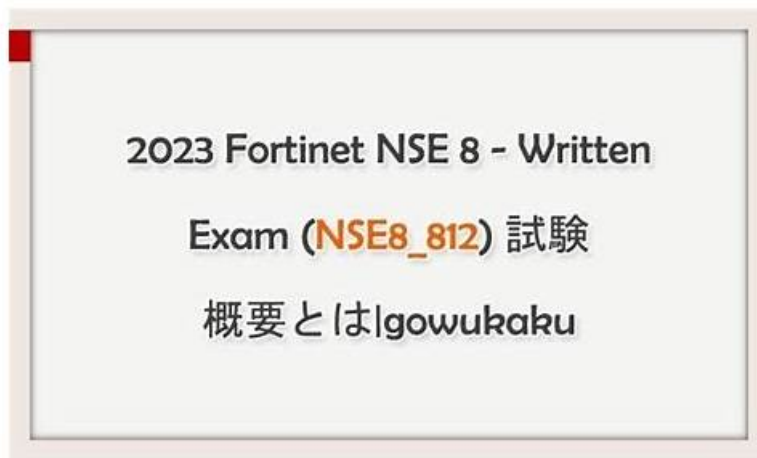 2023 Fortinet NSE 8 - Written
Exam (NSE8_812) 試験
概要とは|gowukaku